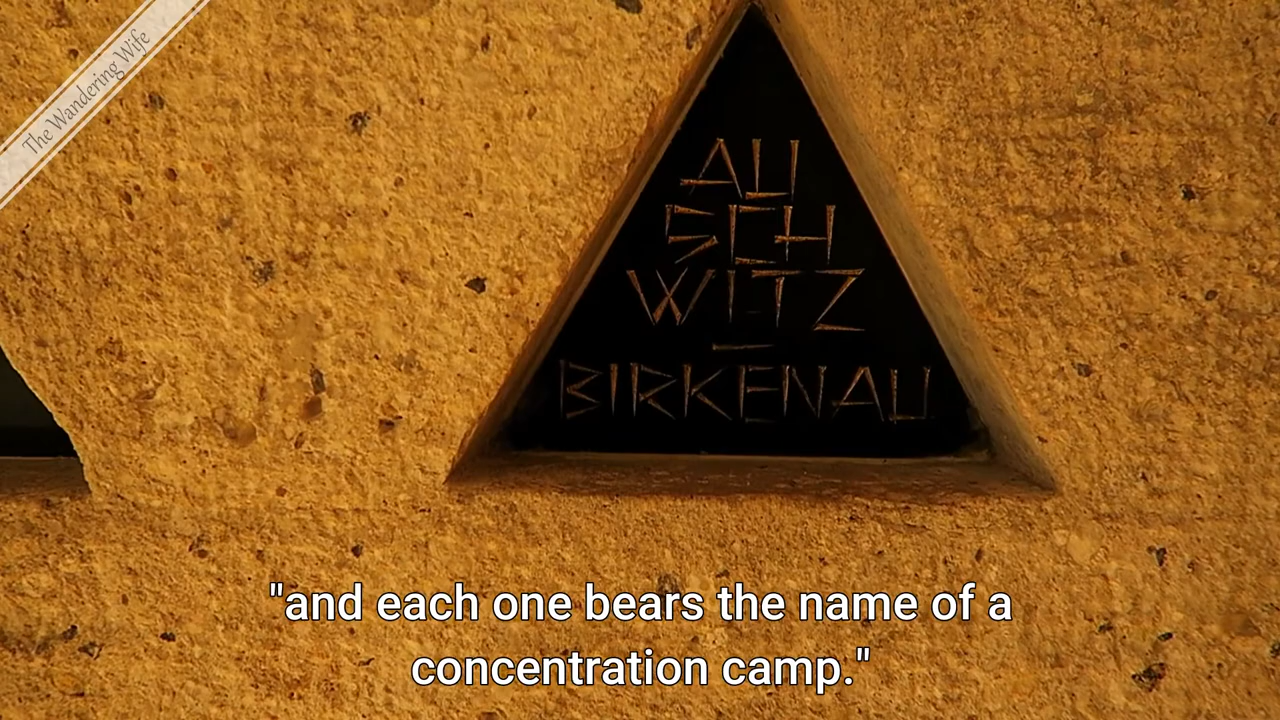 The Wandering Wife
AU
SCH
WITZ
–
BIRKENAU
"and each one bears the name of a
concentration camp."